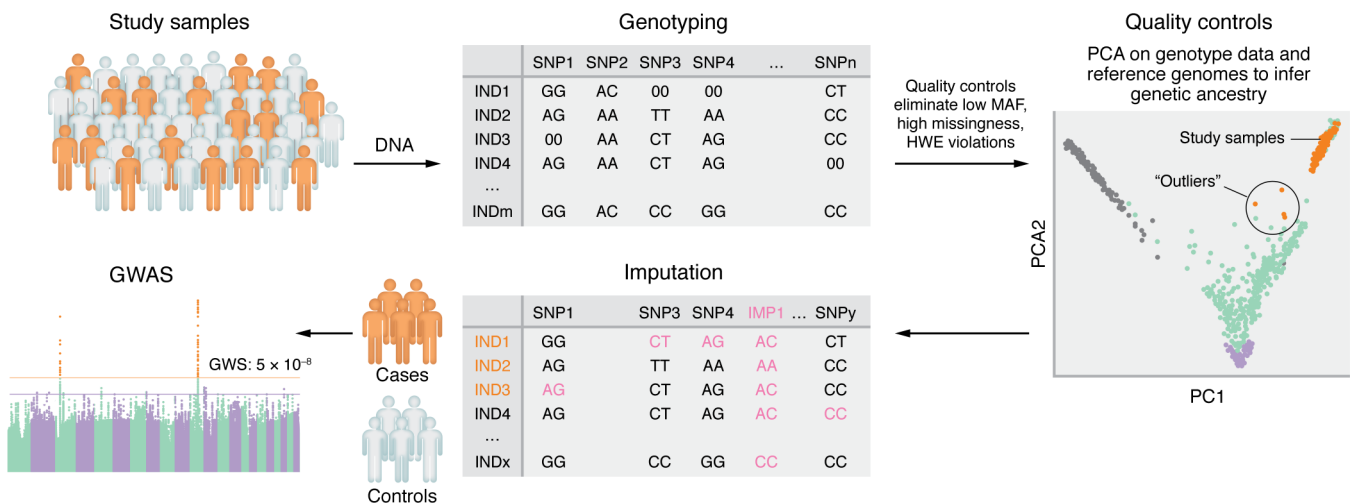 Study samples
DNA
Genotyping
SNP1 SNP2 SNP3 SNP4 … SNPn
IND1 GG AC 00 00 CT
IND2 AG AA TT AA CC
IND3 00 AA CT AG CC
IND4 AG AA CT AG 00
…
INDm GG AC CC GG CC
Quality controls
eliminate low MAF,
high missingness,
HWE violations
Quality controls
PCA on genotype data and
reference genomes to infer
genetic ancestry
Study samples
“Outliers”
PCA2
PC1
Imputation
SNP1 SNP3 SNP4 IMP1 … SNPy
IND1 GG CT AG AC CT
IND2 AG TT AA AA CC
IND3 AG CT AG AC CC
IND4 AG CT AG AC CC
…
INDx GG CC GG CC CC
Cases
Controls
GWAS
GWS: 5 × 10⁻⁸